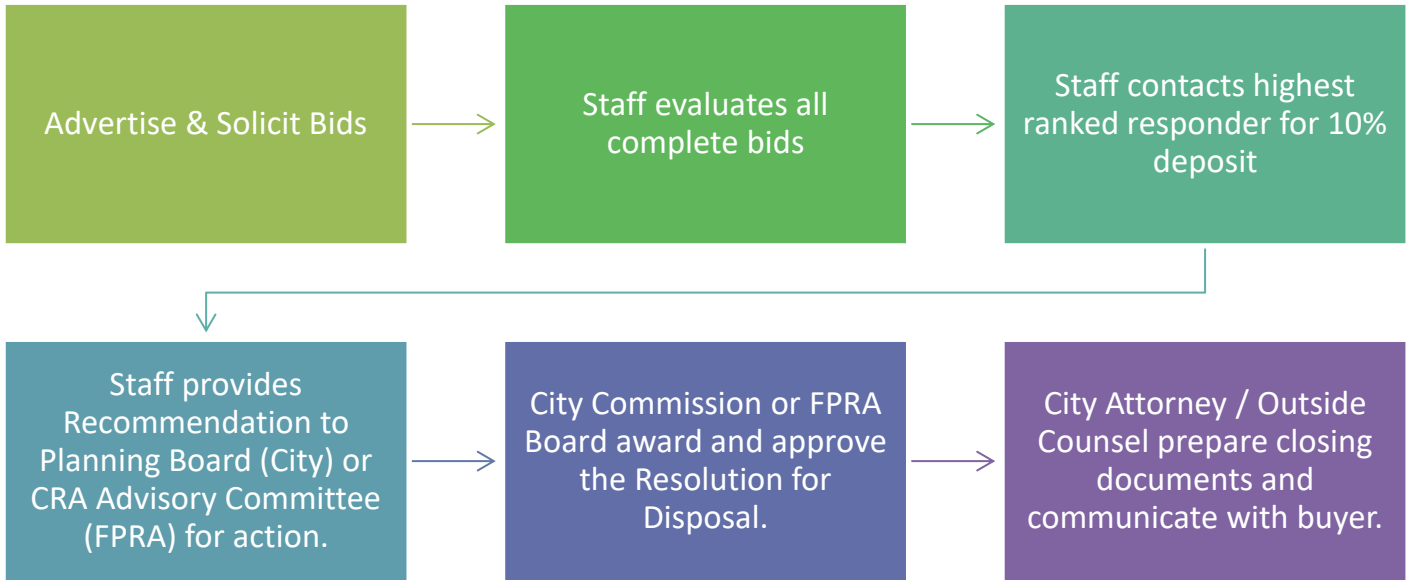 Advertise & Solicit Bids
Staff evaluates all
complete bids
Staff contacts highest
ranked responder for 10%
deposit
Staff provides
Recommendation to
Planning Board (City) or
CRA Advisory Committee
(FPRA) for action.
City Commission or FPRA
Board award and approve
the Resolution for
Disposal.
City Attorney / Outside
Counsel prepare closing
documents and
communicate with buyer.